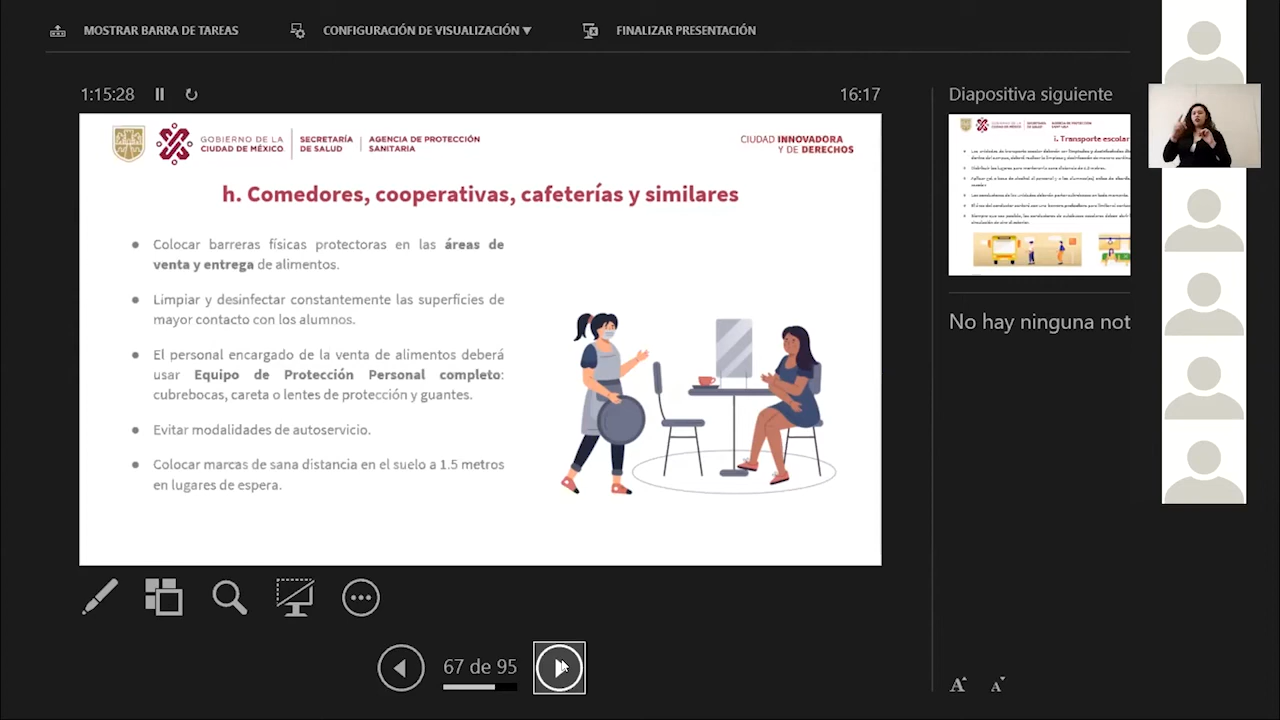 MOSTRAR BARRA DE TAREAS
CONFIGURACIÓN DE VISUALIZACIÓN ▼
FINALIZAR PRESENTACIÓN
1:15:28
16:17
GOBIERNO DE LA
CIUDAD DE MÉXICO
SECRETARÍA
DE SALUD
AGENCIA DE PROTECCIÓN
SANITARIA
CIUDAD INNOVADORA
Y DE DERECHOS
h. Comedores, cooperativas, cafeterías y similares
● Colocar barreras físicas protectoras en las áreas de
venta y entrega de alimentos.
● Limpiar y desinfectar constantemente las superficies de
mayor contacto con los alumnos.
● El personal encargado de la venta de alimentos deberá
usar Equipo de Protección Personal completo:
cubrebocas, careta o lentes de protección y guantes.
● Evitar modalidades de autoservicio.
● Colocar marcas de sana distancia en el suelo a 1.5 metros
en lugares de espera.
67 de 95
Diapositiva siguiente
i. Transporte escolar
No hay ninguna not
A A